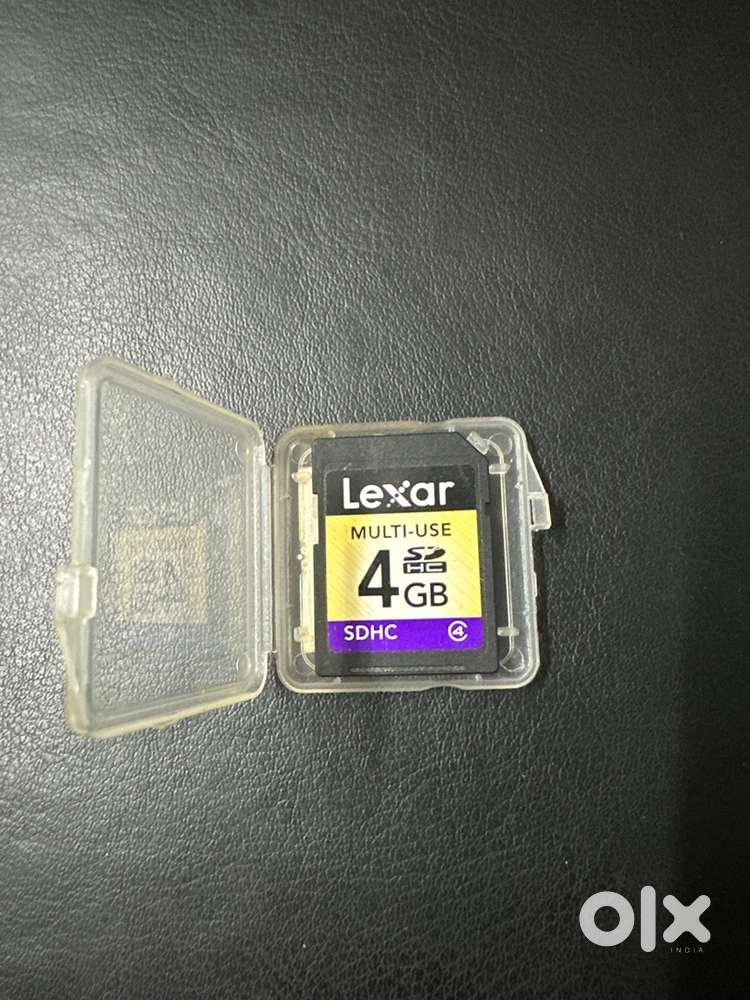 Lexar
MULTI-USE
4 GB
SD
HC
SDHC 4
olx
INDIA